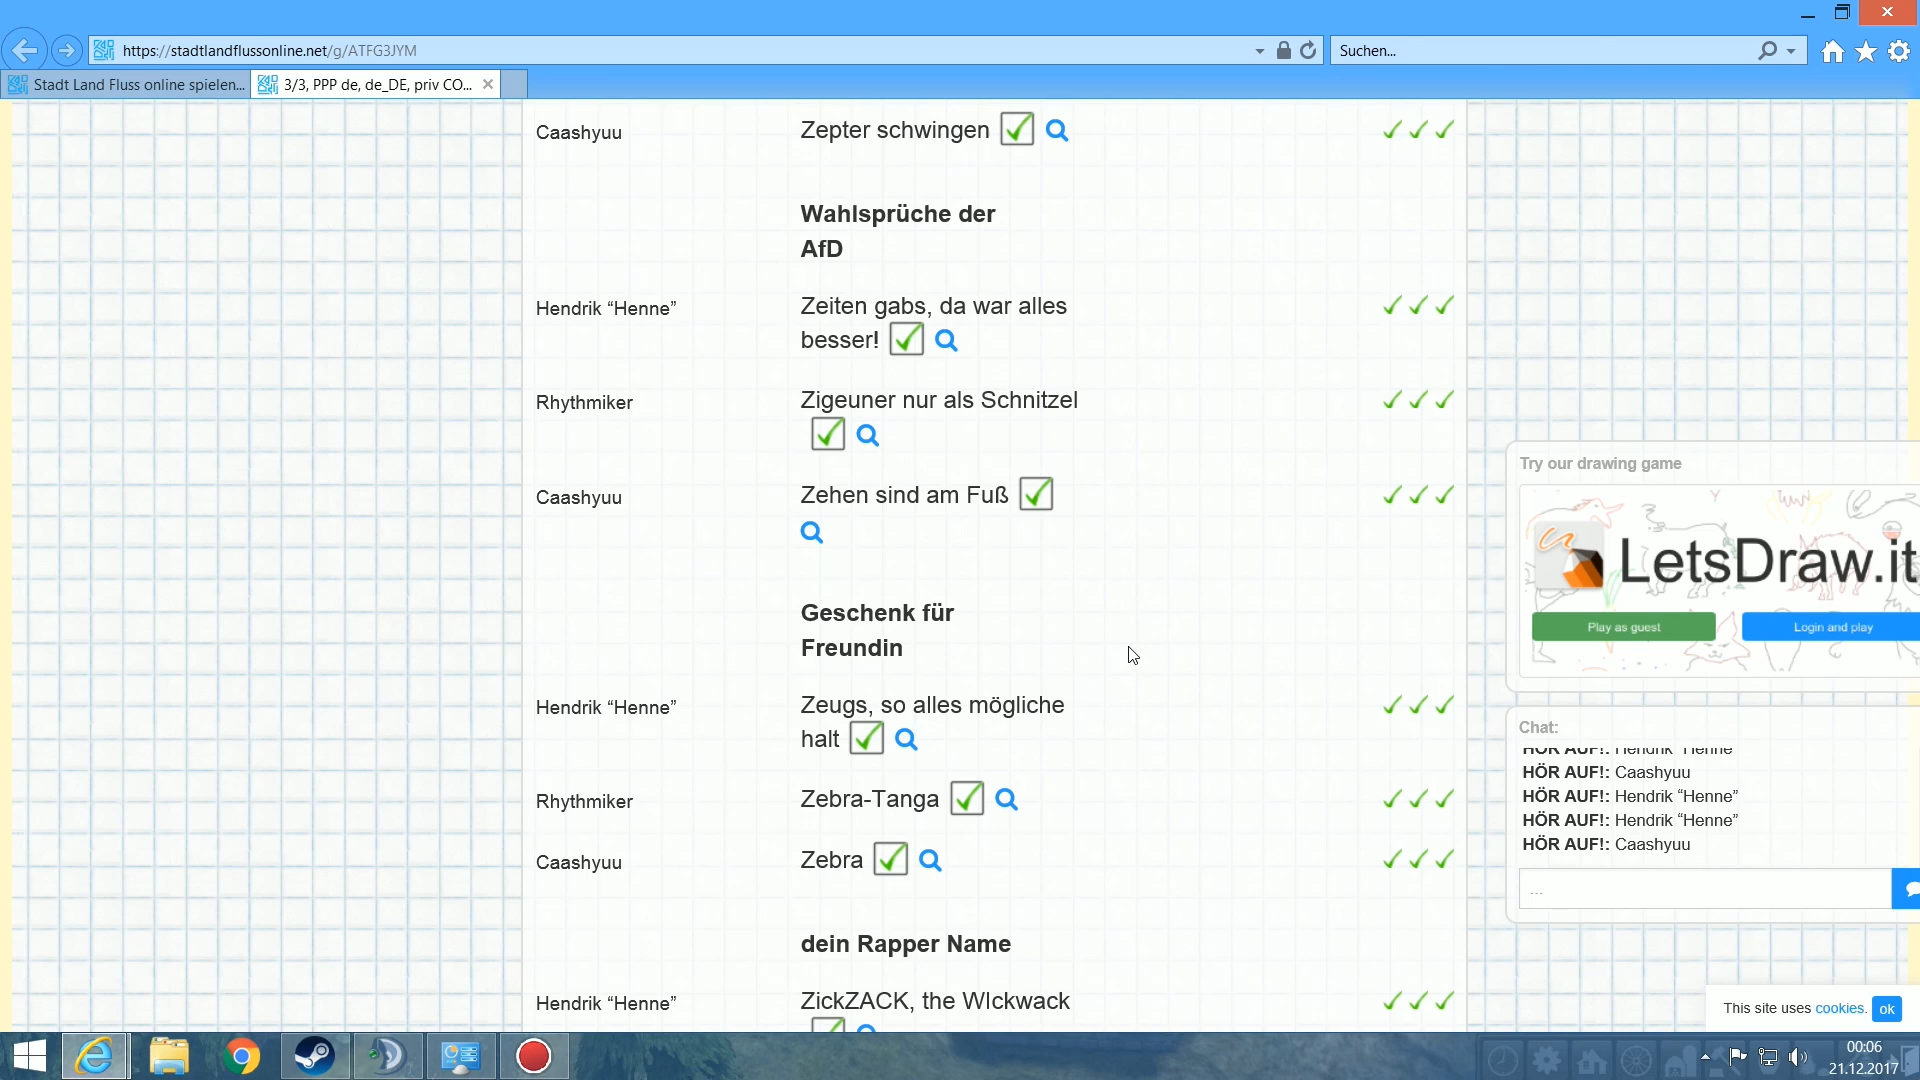 https://stadtlandflussonline.net/g/ATFG3JYM
Suchen...
Stadt Land Fluss online spielen...
3/3, PPP de, de_DE, priv CO...
Caashyuu
Zepter schwingen
Wahlsprüche der
AfD
Hendrik “Henne”
Zeiten gabs, da war alles
besser!
Rhythmiker
Zigeuner nur als Schnitzel
Caashyuu
Zehen sind am Fuß
Geschenk für
Freundin
Hendrik “Henne”
Zeugs, so alles mögliche
halt
Rhythmiker
Zebra-Tanga
Caashyuu
Zebra
dein Rapper Name
Hendrik “Henne”
ZickZACK, the WIckwack
Try our drawing game
LetsDraw.it
Play as guest
Login and play
Chat:
HÖR AUF!: Hendrik “Henne”
HÖR AUF!: Caashyuu
HÖR AUF!: Hendrik “Henne”
HÖR AUF!: Hendrik “Henne”
HÖR AUF!: Caashyuu
...
This site uses cookies.
ok
00:06
21.12.2017